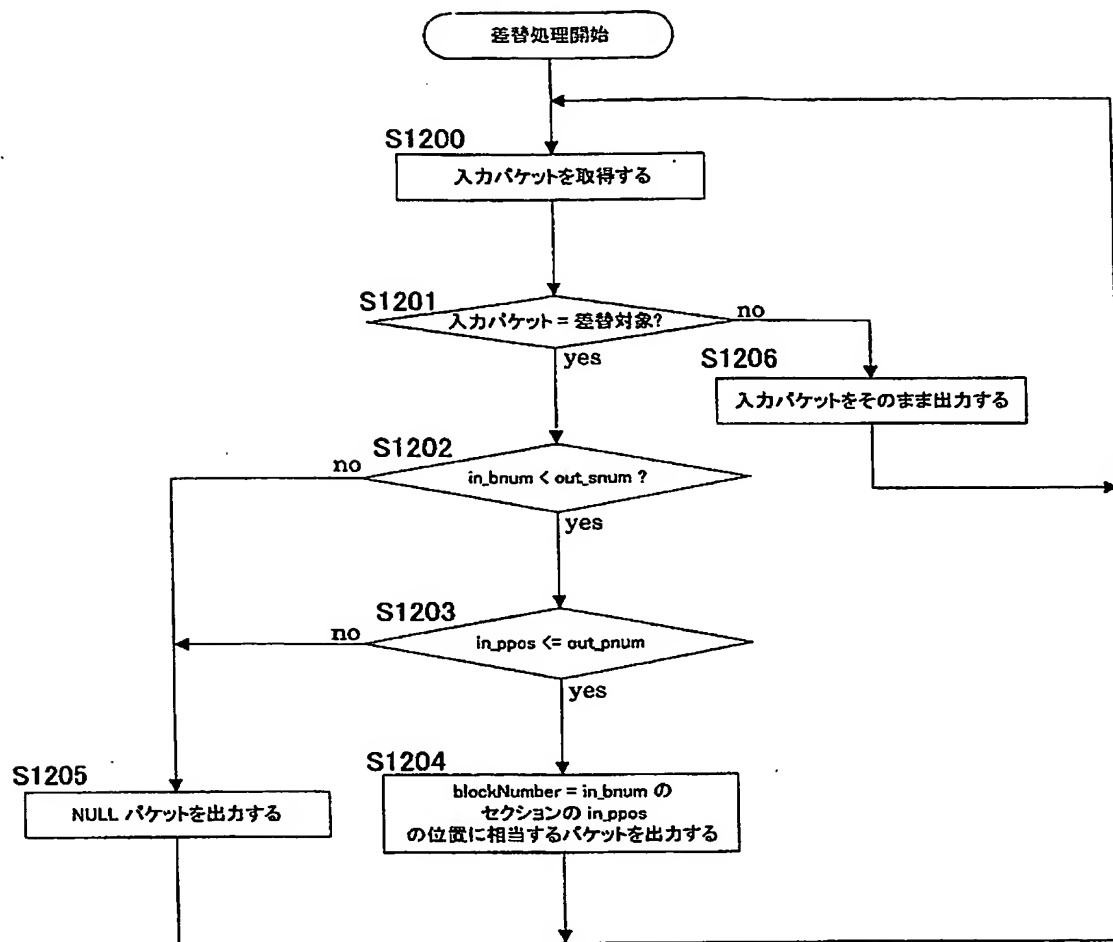 差替処理開始
S1200
入力パケットを取得する
S1201
入力パケット = 差替対象?
no
yes
S1206
入力パケットをそのまま出力する
S1202
no
in_bnum < out_snum ?
yes
S1203
no
in_ppos <= out_pnum
yes
S1205
NULL パケットを出力する
S1204
blockNumber = in_bnum の
セクションの in_ppos
の位置に相当するパケットを出力する